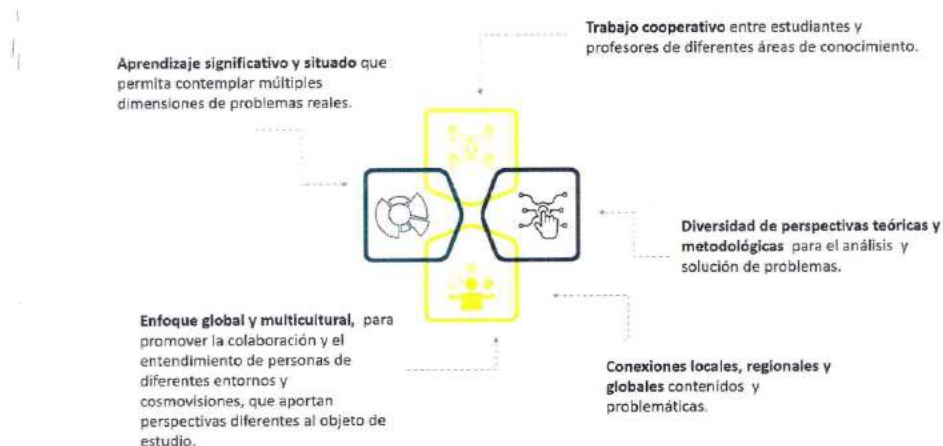 Trabajo cooperativo entre estudiantes y
profesores de diferentes áreas de conocimiento.
Aprendizaje significativo y situado que
permita contemplar múltiples
dimensiones de problemas reales.
Diversidad de perspectivas teóricas y
metodológicas para el análisis y
solución de problemas.
Enfoque global y multicultural, para
promover la colaboración y el
entendimiento de personas de
diferentes entornos y
cosmovisiones, que aportan
perspectivas diferentes al objeto de
estudio.
Conexiones locales, regionales y
globales contenidos y
problemáticas.